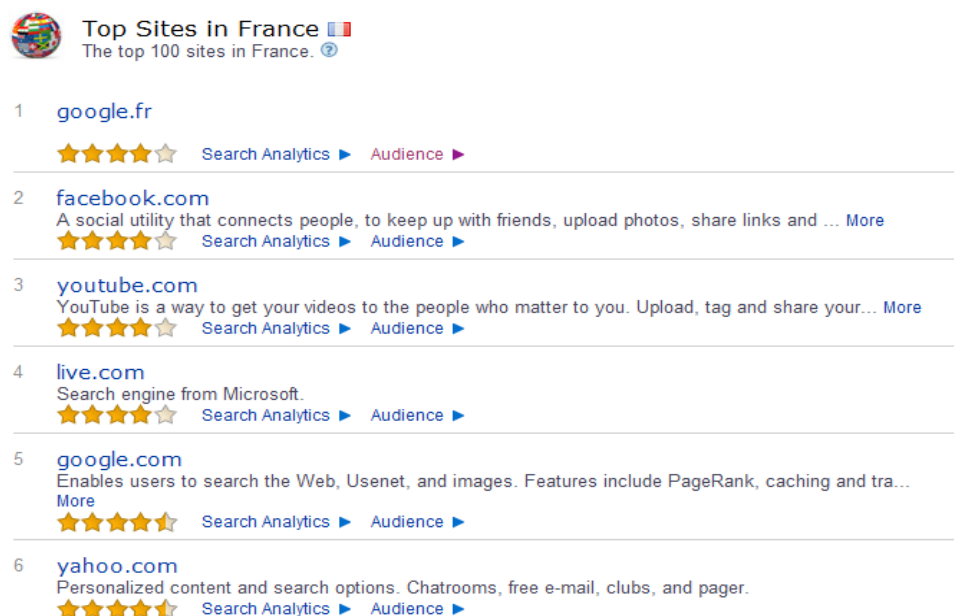 Top Sites in France
The top 100 sites in France. ?
1 google.fr
Search Analytics ► Audience ►
2 facebook.com
A social utility that connects people, to keep up with friends, upload photos, share links and ... More
Search Analytics ► Audience ►
3 youtube.com
YouTube is a way to get your videos to the people who matter to you. Upload, tag and share your... More
Search Analytics ► Audience ►
4 live.com
Search engine from Microsoft.
Search Analytics ► Audience ►
5 google.com
Enables users to search the Web, Usenet, and images. Features include PageRank, caching and tra...
More
Search Analytics ► Audience ►
6 yahoo.com
Personalized content and search options. Chatrooms, free e-mail, clubs, and pager.
Search Analytics ► Audience ►